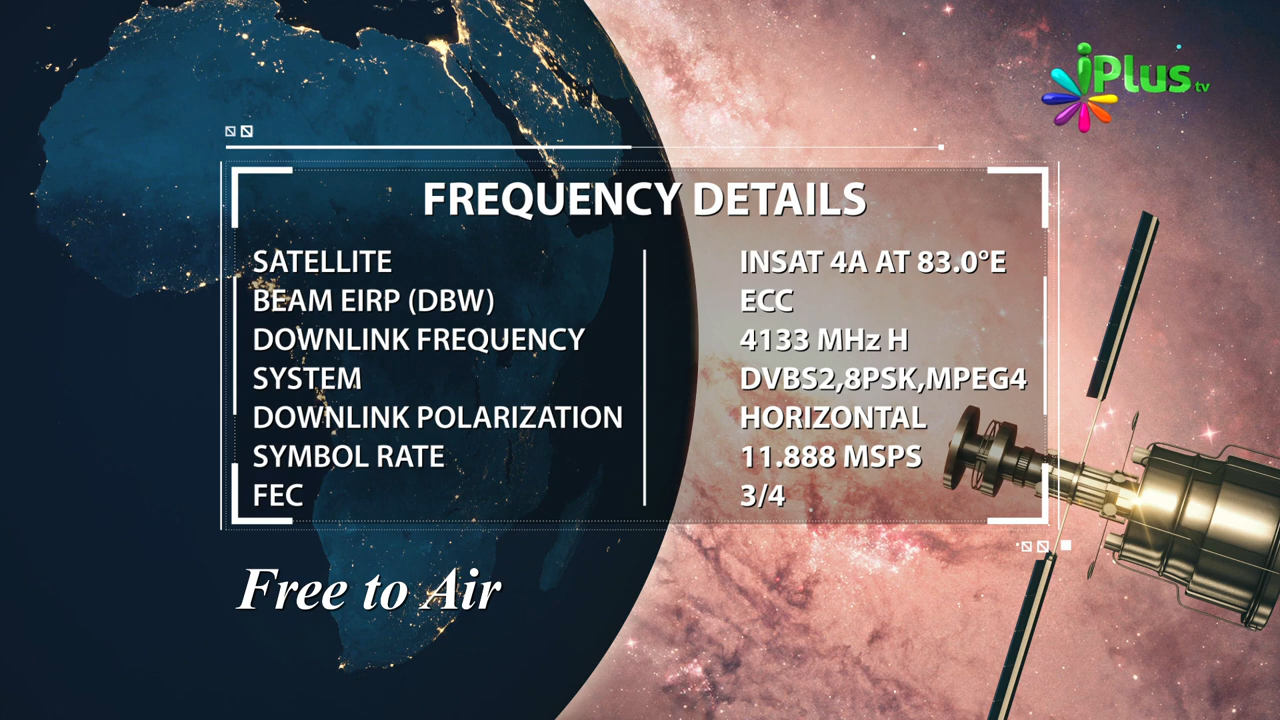 iPlus tv
FREQUENCY DETAILS
SATELLITE INSAT 4A AT 83.0°E
BEAM EIRP (DBW) ECC
DOWNLINK FREQUENCY 4133 MHz H
SYSTEM DVBS2,8PSK,MPEG4
DOWNLINK POLARIZATION HORIZONTAL
SYMBOL RATE 11.888 MSPS
FEC 3/4
Free to Air